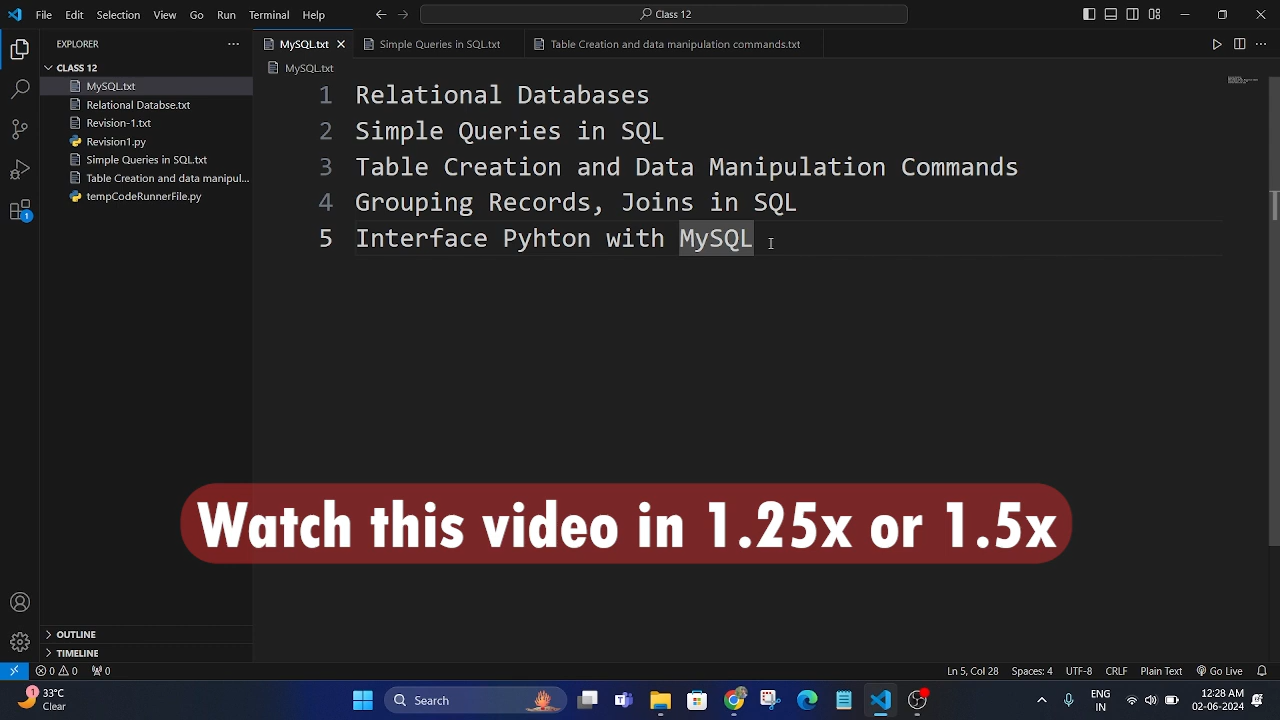 File Edit Selection View Go Run Terminal Help
Class 12
EXPLORER
MySQL.txt
Simple Queries in SQL.txt
Table Creation and data manipulation commands.txt
CLASS 12
MySQL.txt
MySQL.txt
Relational Databse.txt
Revision-1.txt
Revision1.py
Simple Queries in SQL.txt
Table Creation and data manipul...
tempCodeRunnerFile.py
1 Relational Databases
2 Simple Queries in SQL
3 Table Creation and Data Manipulation Commands
4 Grouping Records, Joins in SQL
5 Interface Pyhton with MySQL
1
Watch this video in 1.25x or 1.5x
OUTLINE
TIMELINE
0 0 0
Ln 5, Col 28 Spaces: 4 UTF-8 CRLF Plain Text Go Live
1
33°C
Clear
Search
ENG
IN
12:28 AM
02-06-2024